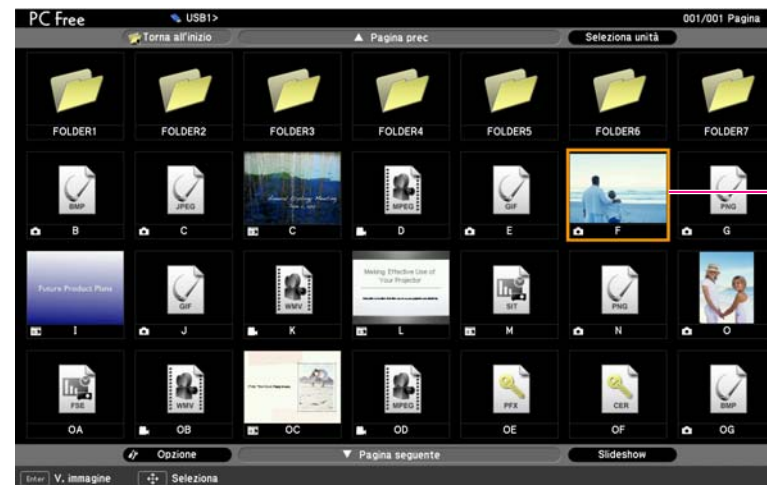 PC Free USB1> 001/001 Pagina
Torna all'inizio ▲ Pagina prec Seleziona unità
FOLDER1 FOLDER2 FOLDER3 FOLDER4 FOLDER5 FOLDER6 FOLDER7
BMP JPEG MPEG GIF PNG
B C C D E F G
Future Product Plans GIF WMV Making Effective Use of
Your Projector
SIT PNG
I J K L M N O
FSE WMV MPEG PFX CER BMP
OA OB OC OD OE OF OG
Opzione ▼ Pagina seguente Slideshow
Enter V. immagine Seleziona